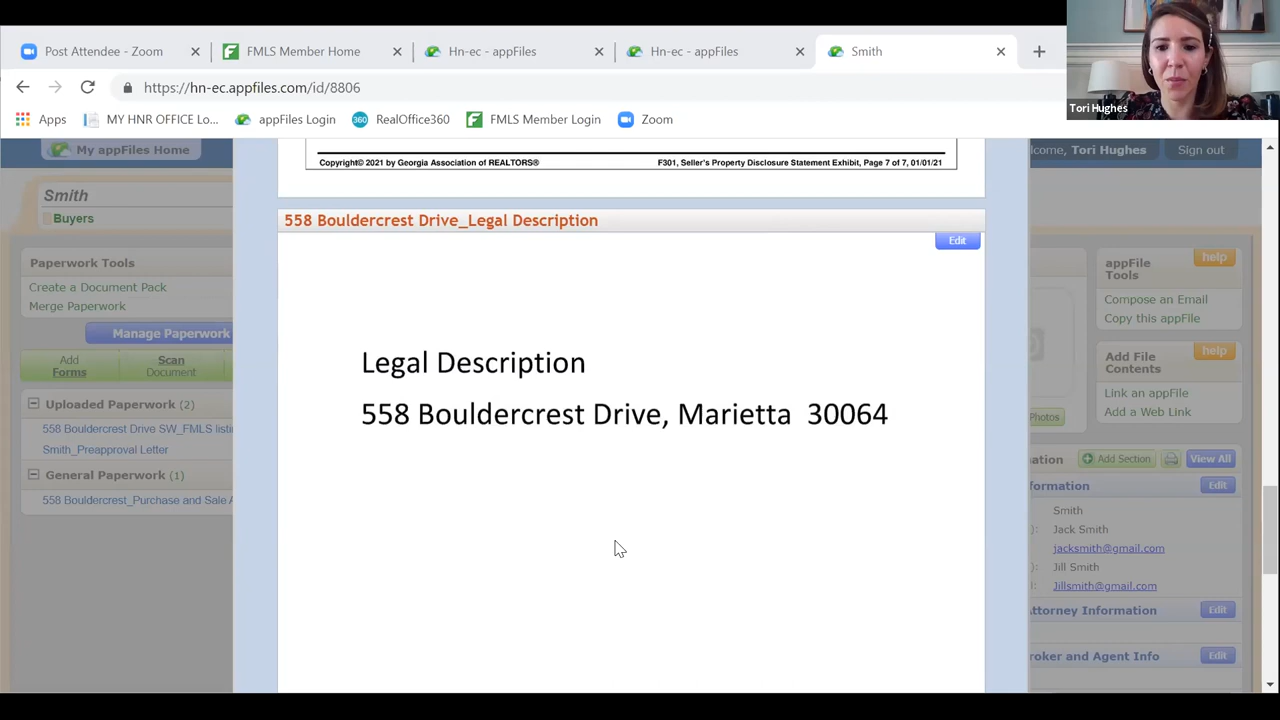 Post Attendee - Zoom
FMLS Member Home
Hn-ec - appFiles
Hn-ec - appFiles
Smith
https://hn-ec.appfiles.com/id/8806
Apps
MY HNR OFFICE Lo...
appFiles Login
360
RealOffice360
FMLS Member Login
Zoom
Tori Hughes
My appFiles Home
lcome, Tori Hughes
Sign out
Copyright© 2021 by Georgia Association of REALTORS®
F301, Seller's Property Disclosure Statement Exhibit, Page 7 of 7, 01/01/21
Smith
Buyers
Paperwork Tools
Create a Document Pack
Merge Paperwork
Manage Paperwork
Add
Forms
Scan
Document
Uploaded Paperwork (2)
558 Bouldercrest Drive SW_FMLS listi
Smith_Preapproval Letter
General Paperwork (1)
558 Bouldercrest_Purchase and Sale A
558 Bouldercrest Drive_Legal Description
Edit
Legal Description
558 Bouldercrest Drive, Marietta 30064
appFile
Tools
help
Compose an Email
Copy this appFile
Add File
Contents
help
Link an appFile
Add a Web Link
Photos
mation
Add Section
View All
formation
Edit
Smith
):
Jack Smith
jacksmith@gmail.com
):
Jill Smith
Jillsmith@gmail.com
ttorney Information
Edit
roker and Agent Info
Edit